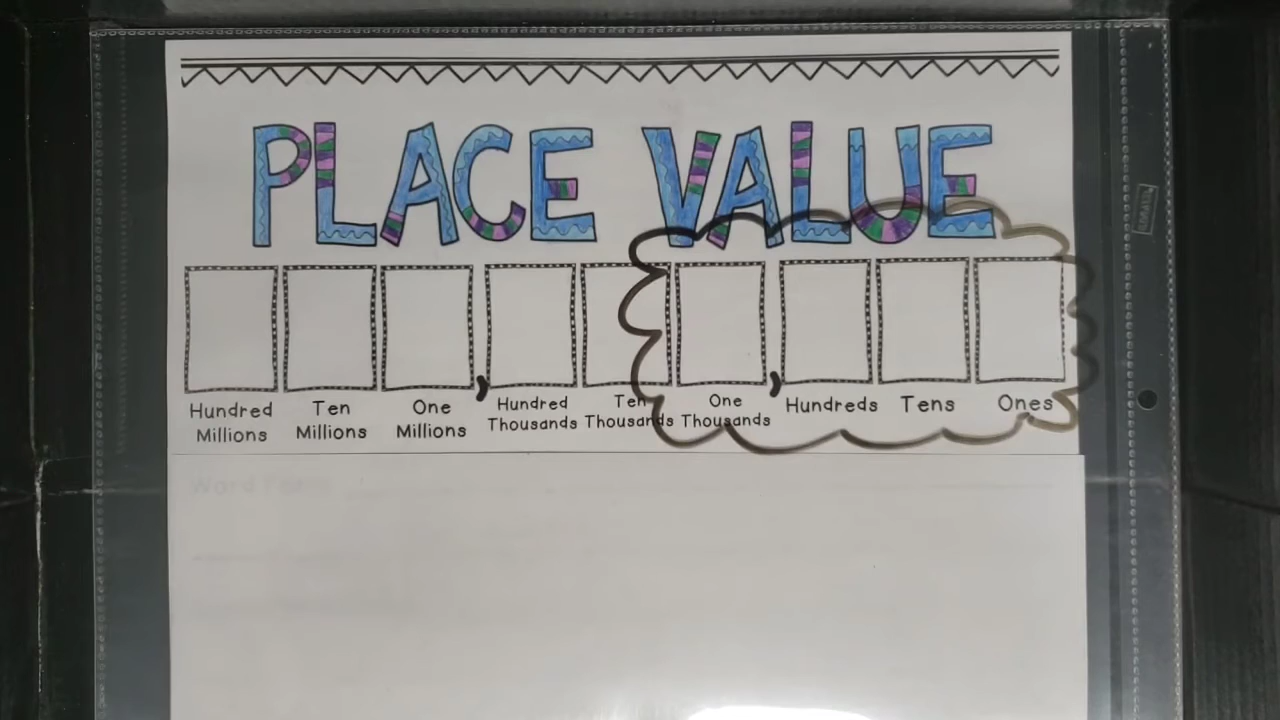 PLACE VALUE
, ,
Hundred Millions Ten Millions One Millions Hundred Thousands Ten Thousands One Thousands Hundreds Tens Ones